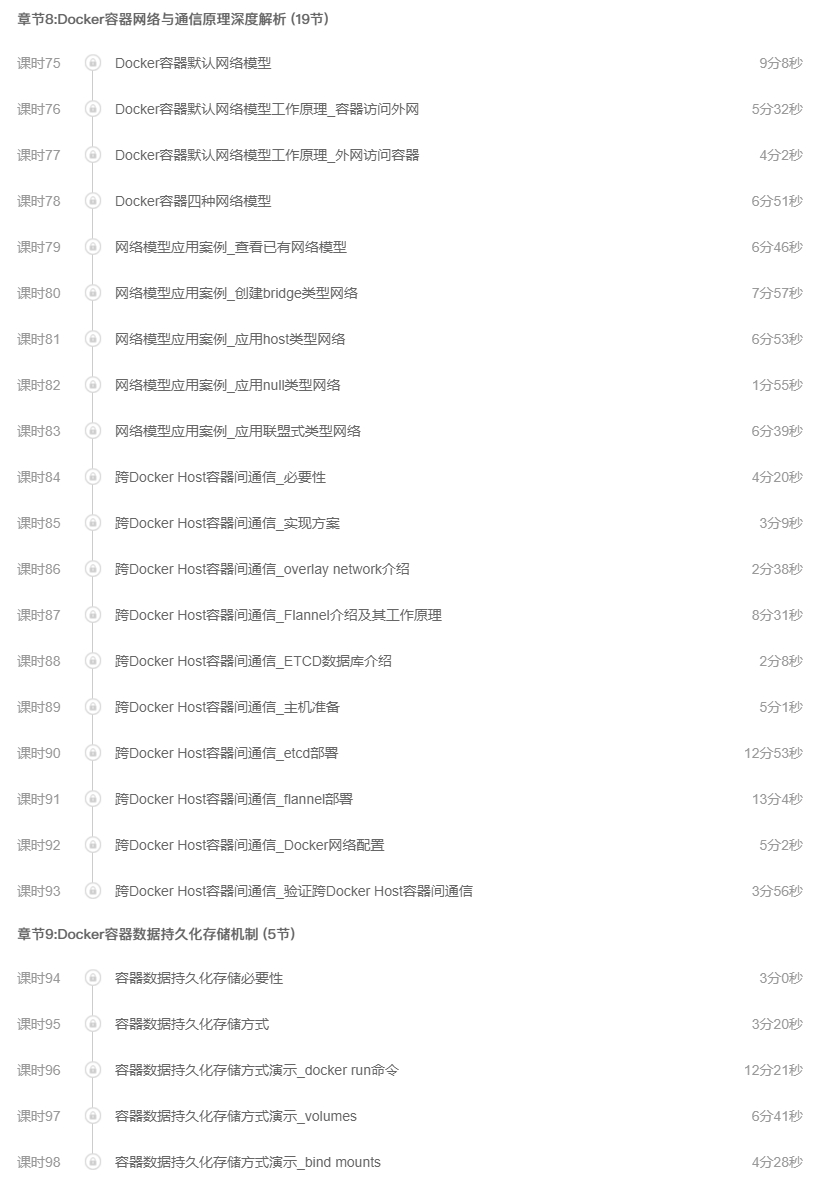 章节8:Docker容器网络与通信原理深度解析 (19节)
课时75 Docker容器默认网络模型 9分8秒
课时76 Docker容器默认网络模型工作原理_容器访问外网 5分32秒
课时77 Docker容器默认网络模型工作原理_外网访问容器 4分2秒
课时78 Docker容器四种网络模型 6分51秒
课时79 网络模型应用案例_查看已有网络模型 6分46秒
课时80 网络模型应用案例_创建bridge类型网络 7分57秒
课时81 网络模型应用案例_应用host类型网络 6分53秒
课时82 网络模型应用案例_应用null类型网络 1分55秒
课时83 网络模型应用案例_应用联盟式类型网络 6分39秒
课时84 跨Docker Host容器间通信_必要性 4分20秒
课时85 跨Docker Host容器间通信_实现方案 3分9秒
课时86 跨Docker Host容器间通信_overlay network介绍 2分38秒
课时87 跨Docker Host容器间通信_Flannel介绍及其工作原理 8分31秒
课时88 跨Docker Host容器间通信_ETCD数据库介绍 2分8秒
课时89 跨Docker Host容器间通信_主机准备 5分1秒
课时90 跨Docker Host容器间通信_etcd部署 12分53秒
课时91 跨Docker Host容器间通信_flannel部署 13分4秒
课时92 跨Docker Host容器间通信_Docker网络配置 5分2秒
课时93 跨Docker Host容器间通信_验证跨Docker Host容器间通信 3分56秒
章节9:Docker容器数据持久化存储机制 (5节)
课时94 容器数据持久化存储必要性 3分0秒
课时95 容器数据持久化存储方式 3分20秒
课时96 容器数据持久化存储方式演示_docker run命令 12分21秒
课时97 容器数据持久化存储方式演示_volumes 6分41秒
课时98 容器数据持久化存储方式演示_bind mounts 4分28秒